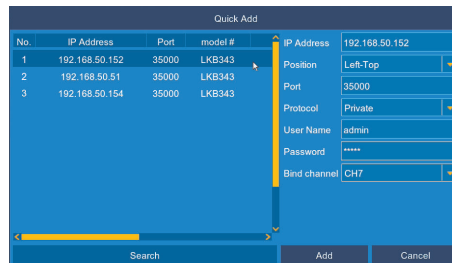 Quick Add
No. IP Address Port model #
1 192.168.50.152 35000 LKB343
2 192.168.50.51 35000 LKB343
3 192.168.50.154 35000 LKB343
IP Address 192.168.50.152
Position Left-Top
Port 35000
Protocol Private
User Name admin
Password *****
Bind channel CH7
Search Add Cancel